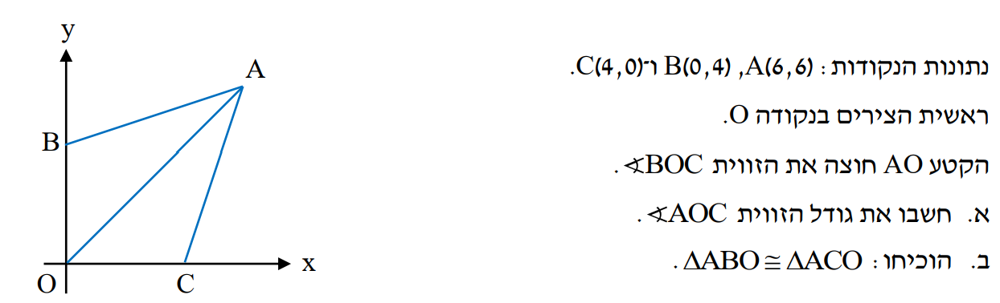 y
A
B
O
C
x
נתונות הנקודות: A(6,6), B(0,4) ו־C(4,0).
ראשית הצירים בנקודה O.
הקטע AO חוצה את הזווית ∢BOC.
א. חשבו את גודל הזווית ∢AOC.
ב. הוכיחו: ΔABO ≅ ΔACO.